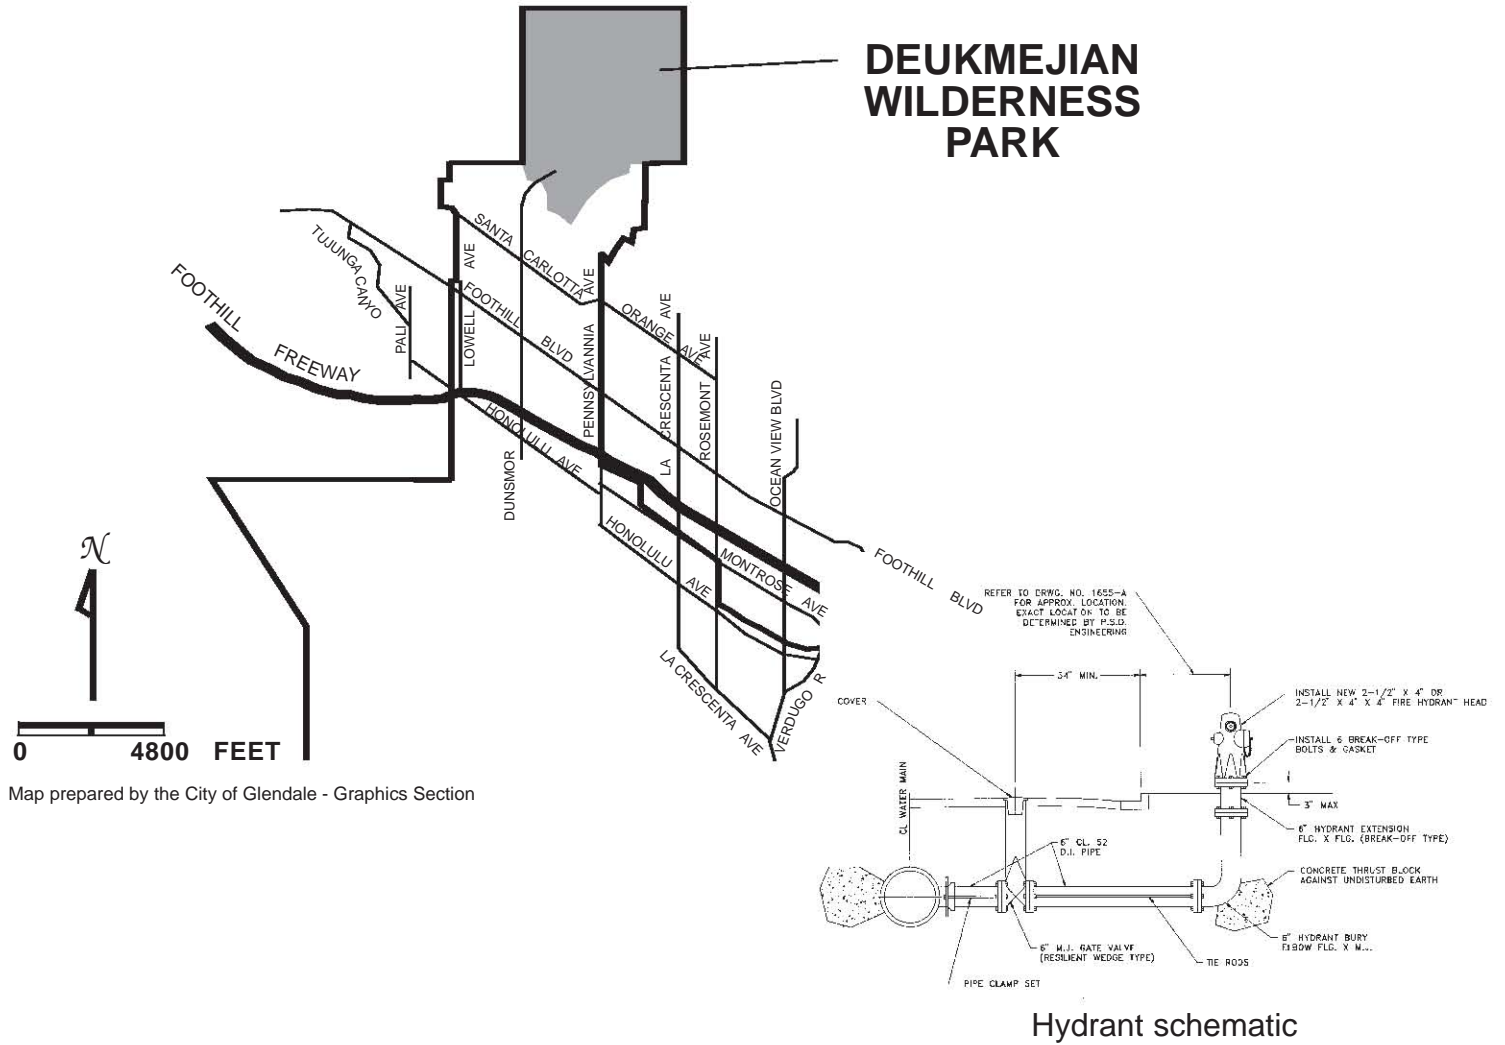 DEUKMEJIAN
WILDERNESS
PARK
SANTA CARLOTTA
ORANGE AVE
TUJUNGA CANYO
FOOTHILL FREEWAY
PALI AVE
LOWELL AVE
FOOTHILL BLVD
PENNSYLVANNIA AVE
LA CRESCENTA AVE
ROSEMONT AVE
OCEAN VIEW BLVD
DUNSMOR
HONOLULU AVE
HONOLULU AVE
MONTROSE AVE
FOOTHILL BLVD
LA CRESCENTA AVE
VERDUGO R
N
0 4800 FEET
Map prepared by the City of Glendale - Graphics Section
REFER TO DRWG. NO. 1655-A
FOR APPROX. LOCATION.
EXACT LOCATION TO BE
DETERMINED BY P.S.D.
ENGINEERING
MIN.
COVER
INSTALL NEW 2-1/2" X 4" OR
2-1/2" X 4" X 4" FIRE HYDRANT HEAD
INSTALL 6 BREAK-OFF TYPE
BOLTS & GASKET
3" MAX
CL WATER MAIN
6" HYDRANT EXTENSION
FLG. X FLG. (BREAK-OFF TYPE)
6" CL. 52
D.I. PIPE
CONCRETE THRUST BLOCK
AGAINST UNDISTURBED EARTH
6" HYDRANT BURY
ELBOW FLG. X M...
6" M.J. GATE VALVE
(RESILIENT WEDGE TYPE)
TIE RODS
PIPE CLAMP SET
Hydrant schematic